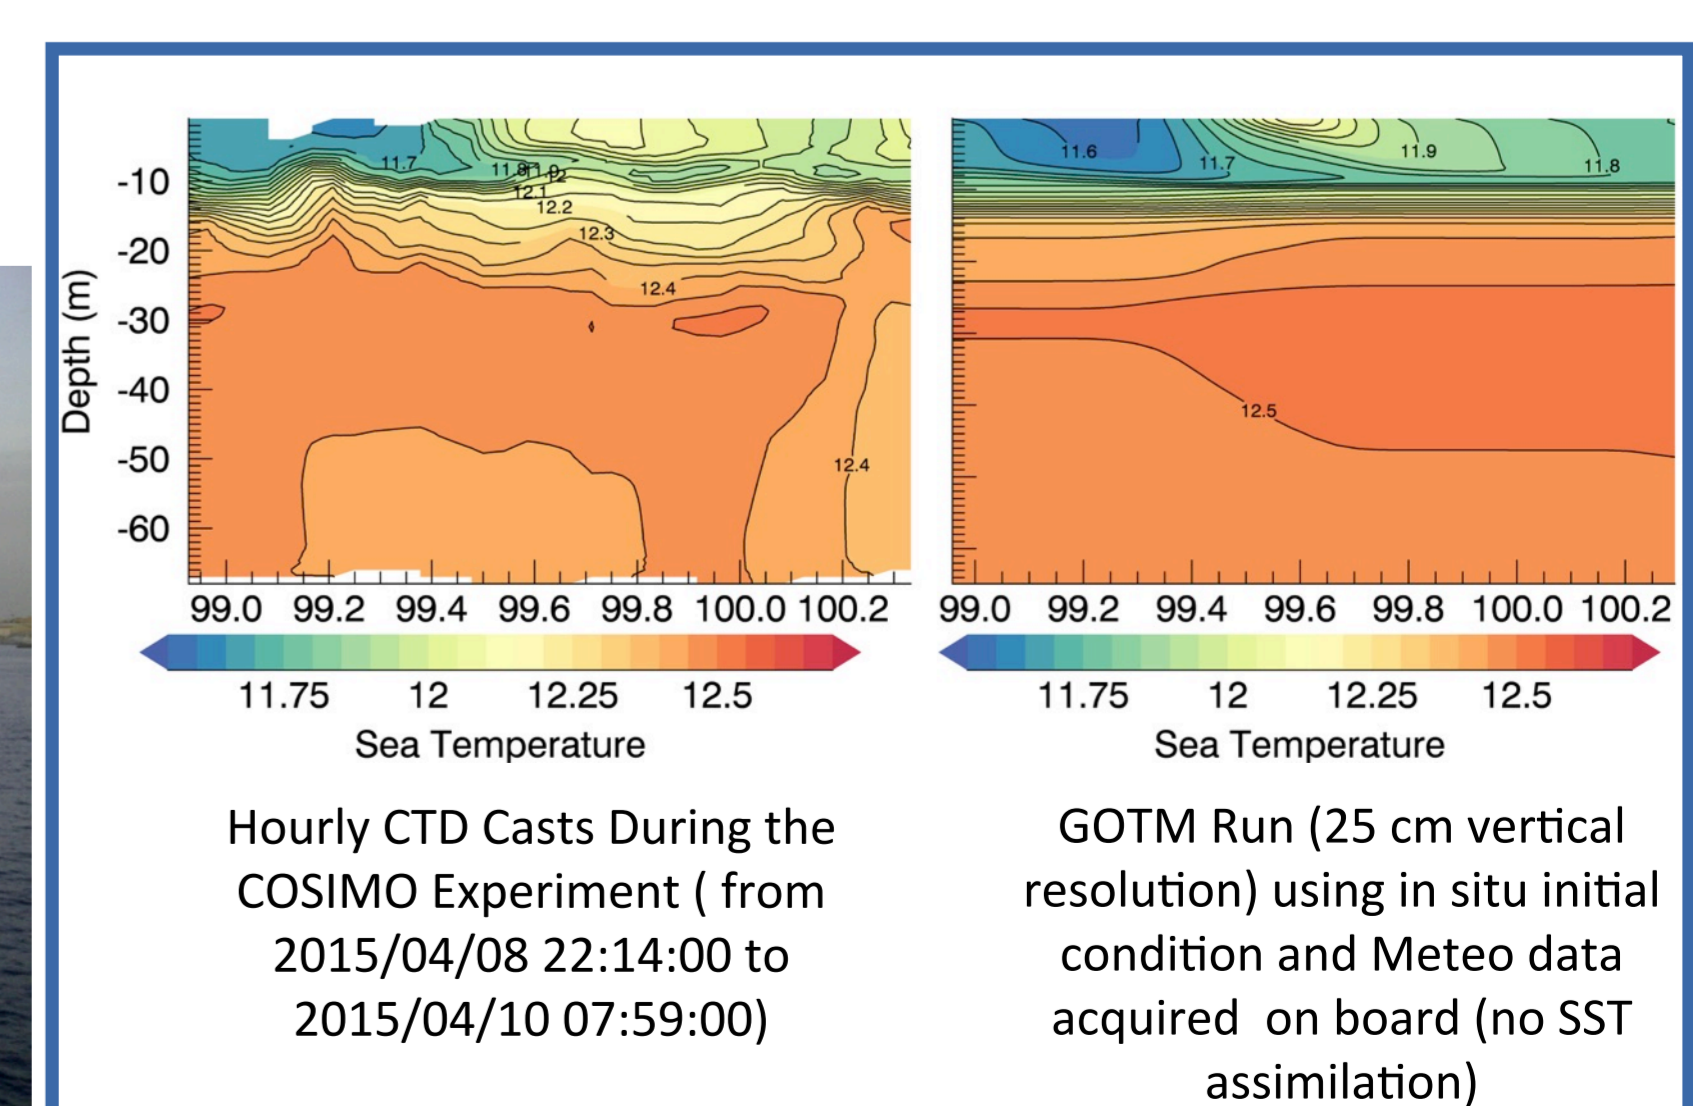 Depth (m)
-10
-20
-30
-40
-50
-60
11.7
11.8
11.9
12
12.1
12.2
12.3
12.4
12.4
99.0 99.2 99.4 99.6 99.8 100.0 100.2
11.75 12 12.25 12.5
Sea Temperature
Hourly CTD Casts During the
COSIMO Experiment ( from
2015/04/08 22:14:00 to
2015/04/10 07:59:00)
11.6
11.7
11.9
11.8
12.5
99.0 99.2 99.4 99.6 99.8 100.0 100.2
11.75 12 12.25 12.5
Sea Temperature
GOTM Run (25 cm vertical
resolution) using in situ initial
condition and Meteo data
acquired on board (no SST
assimilation)